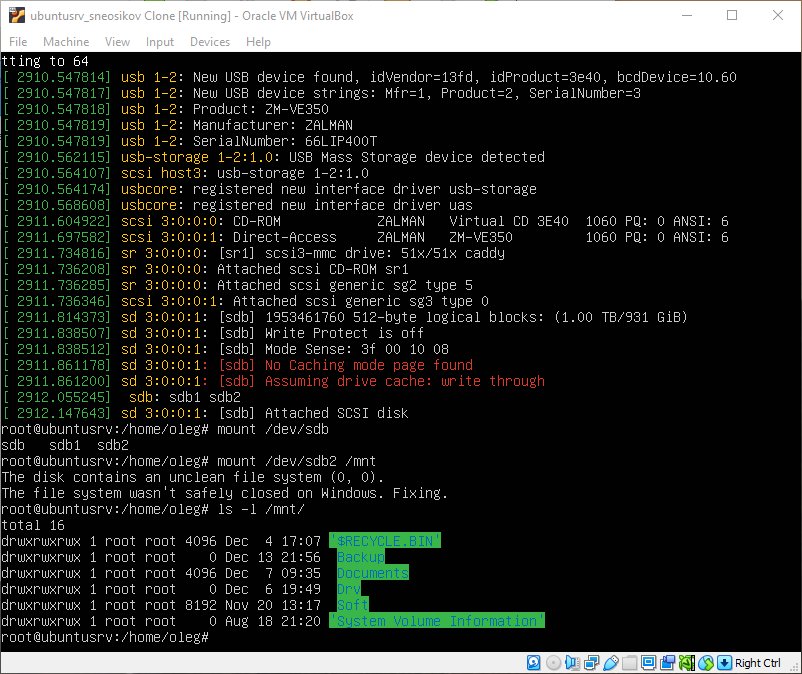 ubuntusrv_sneosikov Clone [Running] - Oracle VM VirtualBox
File Machine View Input Devices Help
tting to 64
[ 2910.547814] usb 1-2: New USB device found, idVendor=13fd, idProduct=3e40, bcdDevice=10.60
[ 2910.547817] usb 1-2: New USB device strings: Mfr=1, Product=2, SerialNumber=3
[ 2910.547818] usb 1-2: Product: ZM-VE350
[ 2910.547819] usb 1-2: Manufacturer: ZALMAN
[ 2910.547819] usb 1-2: SerialNumber: 66LIP400T
[ 2910.562115] usb-storage 1-2:1.0: USB Mass Storage device detected
[ 2910.564107] scsi host3: usb-storage 1-2:1.0
[ 2910.564174] usbcore: registered new interface driver usb-storage
[ 2910.568608] usbcore: registered new interface driver uas
[ 2911.604922] scsi 3:0:0:0: CD-ROM ZALMAN Virtual CD 3E40 1060 PQ: 0 ANSI: 6
[ 2911.697582] scsi 3:0:0:1: Direct-Access ZALMAN ZM-VE350 1060 PQ: 0 ANSI: 6
[ 2911.734816] sr 3:0:0:0: [sr1] scsi3-mmc drive: 51x/51x caddy
[ 2911.736208] sr 3:0:0:0: Attached scsi CD-ROM sr1
[ 2911.736285] sr 3:0:0:0: Attached scsi generic sg2 type 5
[ 2911.736346] scsi 3:0:0:1: Attached scsi generic sg3 type 0
[ 2911.814373] sd 3:0:0:1: [sdb] 1953461760 512-byte logical blocks: (1.00 TB/931 GiB)
[ 2911.838507] sd 3:0:0:1: [sdb] Write Protect is off
[ 2911.838512] sd 3:0:0:1: [sdb] Mode Sense: 3f 00 10 08
[ 2911.861178] sd 3:0:0:1: [sdb] No Caching mode page found
[ 2911.861200] sd 3:0:0:1: [sdb] Assuming drive cache: write through
[ 2912.055245]  sdb: sdb1 sdb2
[ 2912.147643] sd 3:0:0:1: [sdb] Attached SCSI disk
root@ubuntusrv:/home/oleg# mount /dev/sdb
sdb sdb1 sdb2
root@ubuntusrv:/home/oleg# mount /dev/sdb2 /mnt
The disk contains an unclean file system (0, 0).
The file system wasn't safely closed on Windows. Fixing.
root@ubuntusrv:/home/oleg# ls -l /mnt/
total 16
drwxrwxrwx 1 root root 4096 Dec 4 17:07 '$RECYCLE.BIN'
drwxrwxrwx 1 root root 0 Dec 13 21:56 Backup
drwxrwxrwx 1 root root 4096 Dec 7 09:35 Documents
drwxrwxrwx 1 root root 0 Dec 6 19:49 Drv
drwxrwxrwx 1 root root 8192 Nov 20 13:17 Soft
drwxrwxrwx 1 root root 0 Aug 18 21:20 'System Volume Information'
root@ubuntusrv:/home/oleg#
Right Ctrl